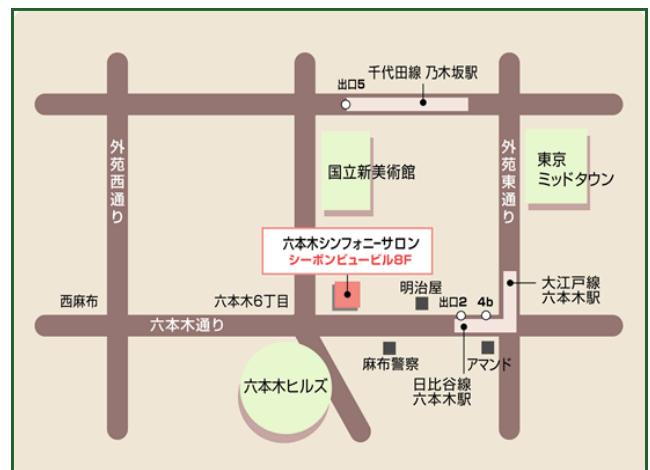 千代田線 乃木坂駅
出口5
外苑西通り
国立新美術館
外苑東通り
東京
ミッドタウン
六本木シンフォニーサロン
シーボンビュービル8F
大江戸線
六本木駅
明治屋
出口2
4b
西麻布
六本木6丁目
六本木通り
麻布警察
アマンド
日比谷線
六本木駅
六本木ヒルズ